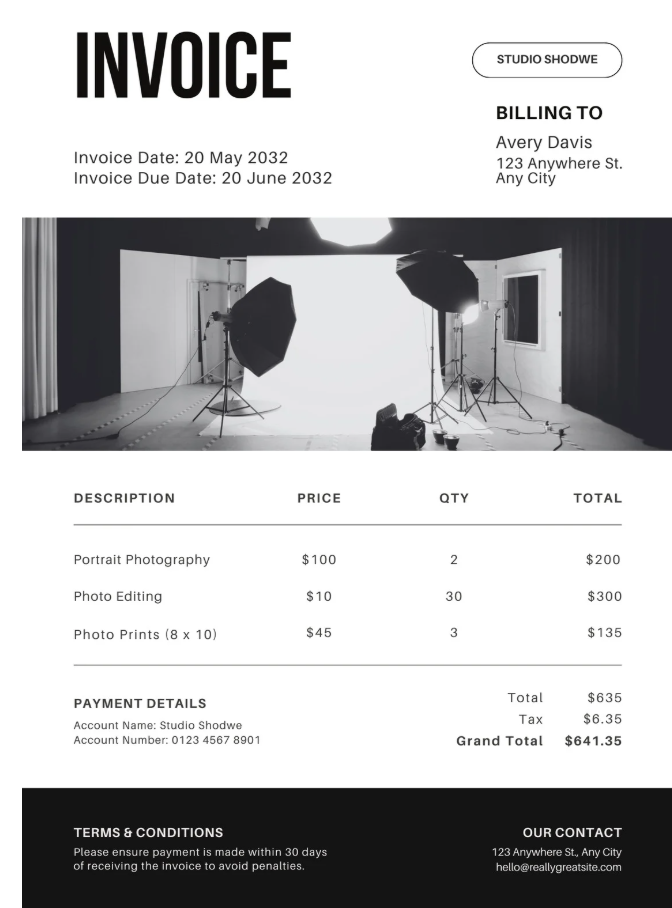 INVOICE
STUDIO SHODWE
BILLING TO
Avery Davis
123 Anywhere St.
Any City
Invoice Date: 20 May 2032
Invoice Due Date: 20 June 2032
DESCRIPTION PRICE QTY TOTAL
Portrait Photography $100 2 $200
Photo Editing $10 30 $300
Photo Prints (8 x 10) $45 3 $135
Total $635
Tax $6.35
Grand Total $641.35
PAYMENT DETAILS
Account Name: Studio Shodwe
Account Number: 0123 4567 8901
TERMS & CONDITIONS
Please ensure payment is made within 30 days
of receiving the invoice to avoid penalties.
OUR CONTACT
123 Anywhere St., Any City
hello@reallygreatsite.com